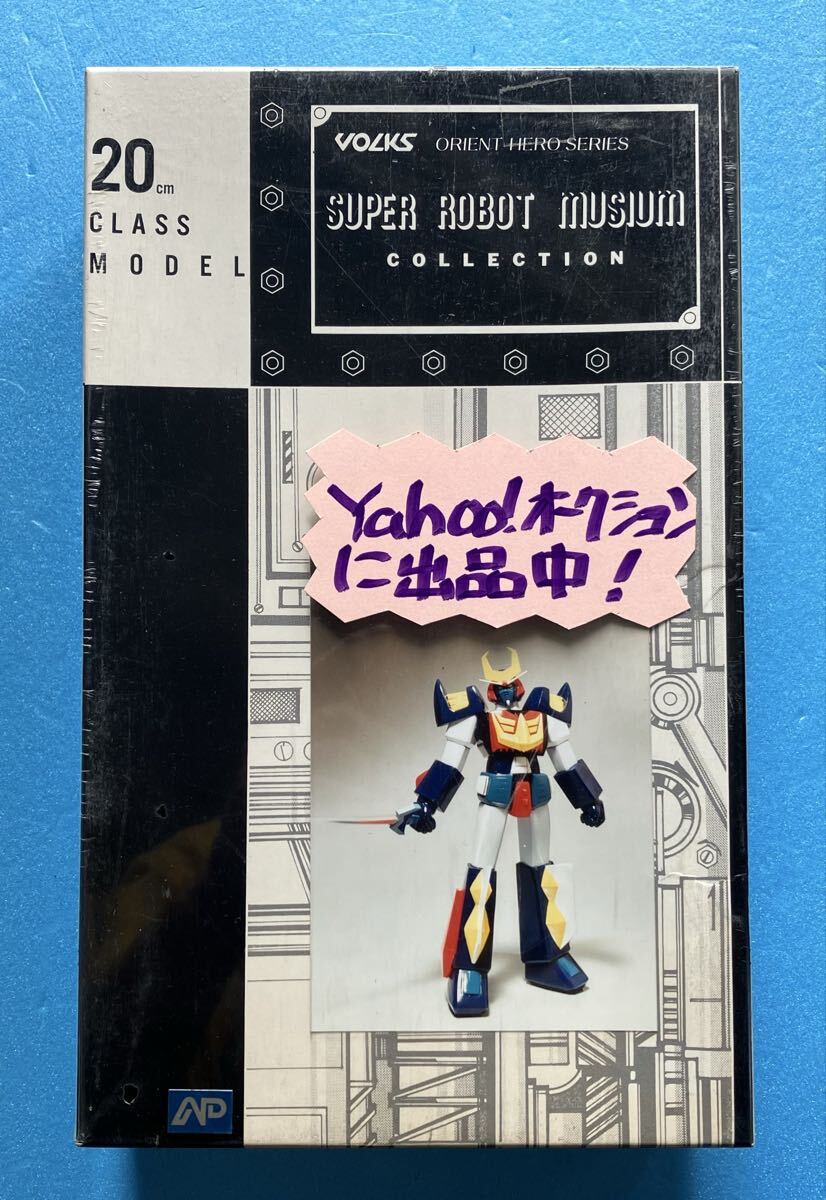 20cm
CLASS
MODEL
VOLKS ORIENT HERO SERIES
SUPER ROBOT MUSIUM
COLLECTION
Yahoo!オークション
に出品中!
AP